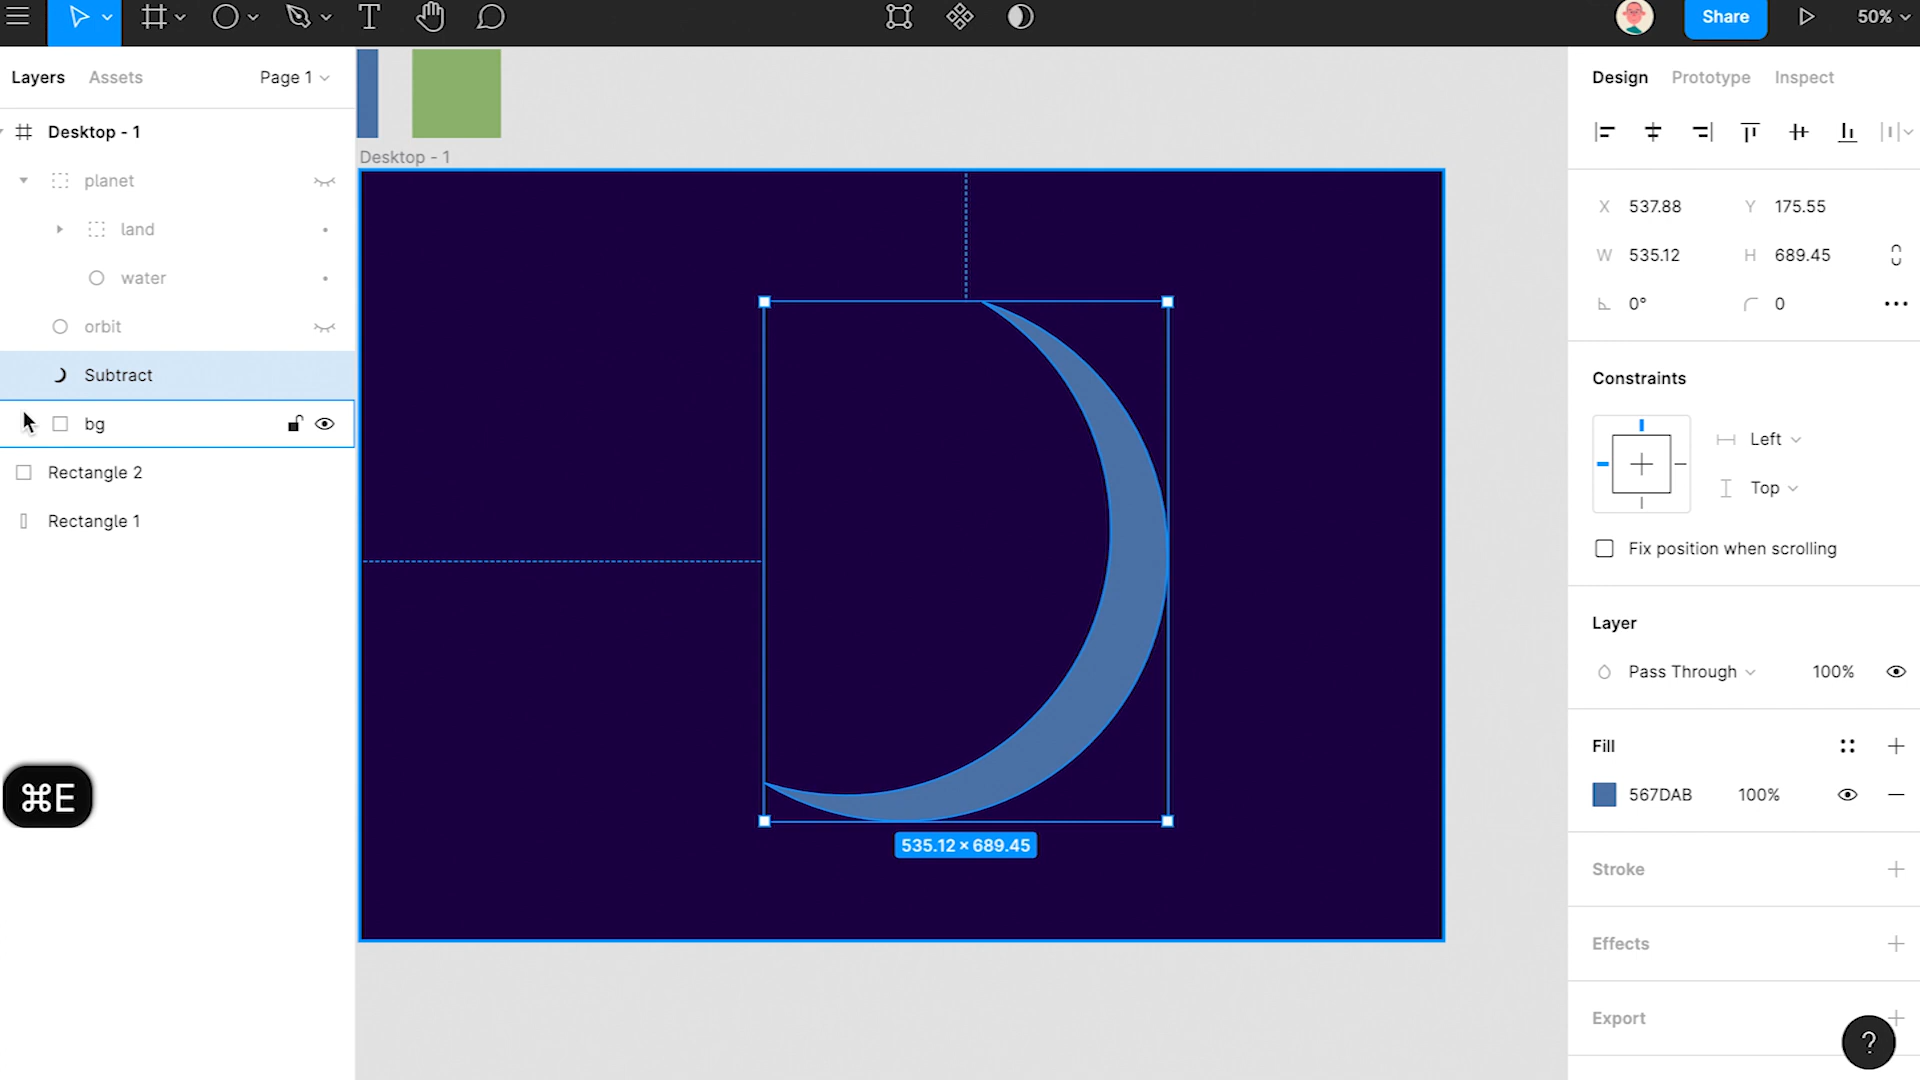 Share
50%
Layers
Assets
Page 1
Design
Prototype
Inspect
Desktop - 1
planet
land
water
orbit
Subtract
bg
Rectangle 2
Rectangle 1
⌘E
Desktop - 1
535.12 × 689.45
X 537.88
Y 175.55
W 535.12
H 689.45
0°
0
Constraints
Left
Top
Fix position when scrolling
Layer
Pass Through
100%
Fill
567DAB
100%
Stroke
Effects
Export
?